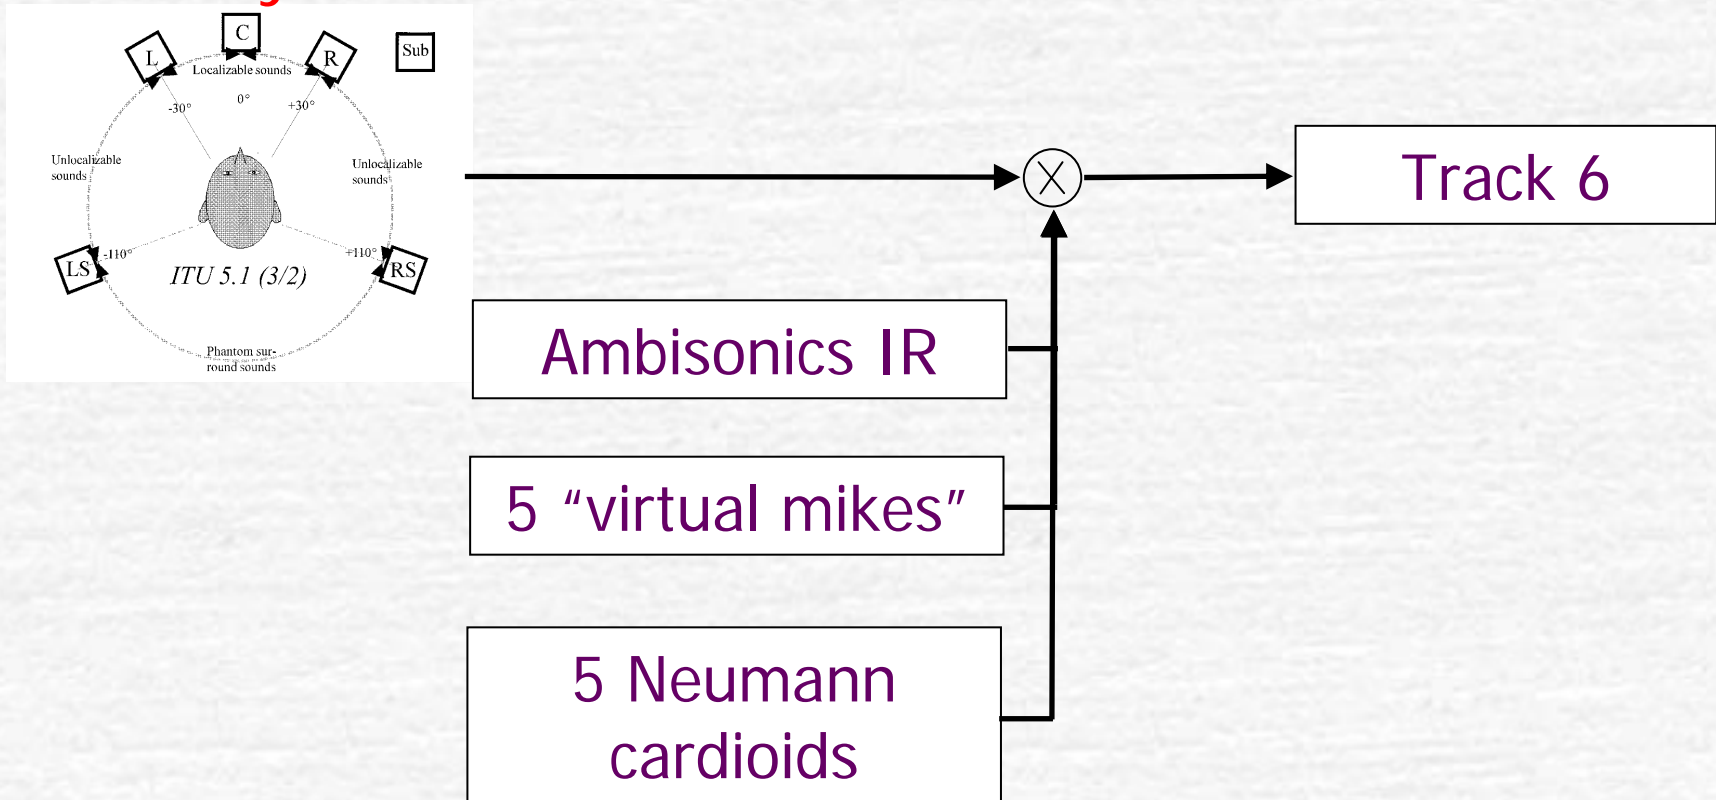 C
L
R
Sub
Localizable sounds
-30°
0°
+30°
Unlocalizable
sounds
Unlocalizable
sounds
-110°
+110°
LS
RS
ITU 5.1 (3/2)
Phantom sur-
round sounds
Track 6
Ambisonics IR
5 “virtual mikes”
5 Neumann
cardioids